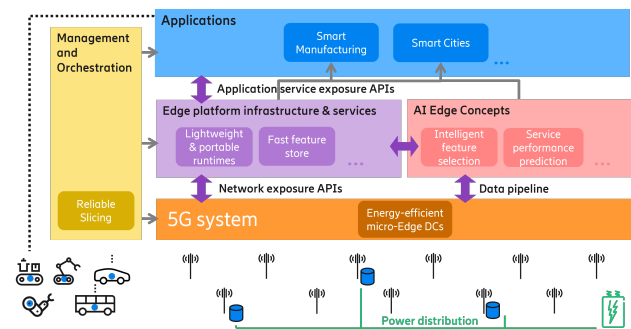 Applications
Management
and
Orchestration
Smart
Manufacturing
Smart Cities
...
Application service exposure APIs
Edge platform infrastructure & services
AI Edge Concepts
Lightweight
& portable
runtimes
Fast feature
store
...
Intelligent
feature
selection
Service
performance
prediction
...
Network exposure APIs
Data pipeline
Reliable
Slicing
5G system
Energy-efficient
micro-Edge DCs
Power distribution